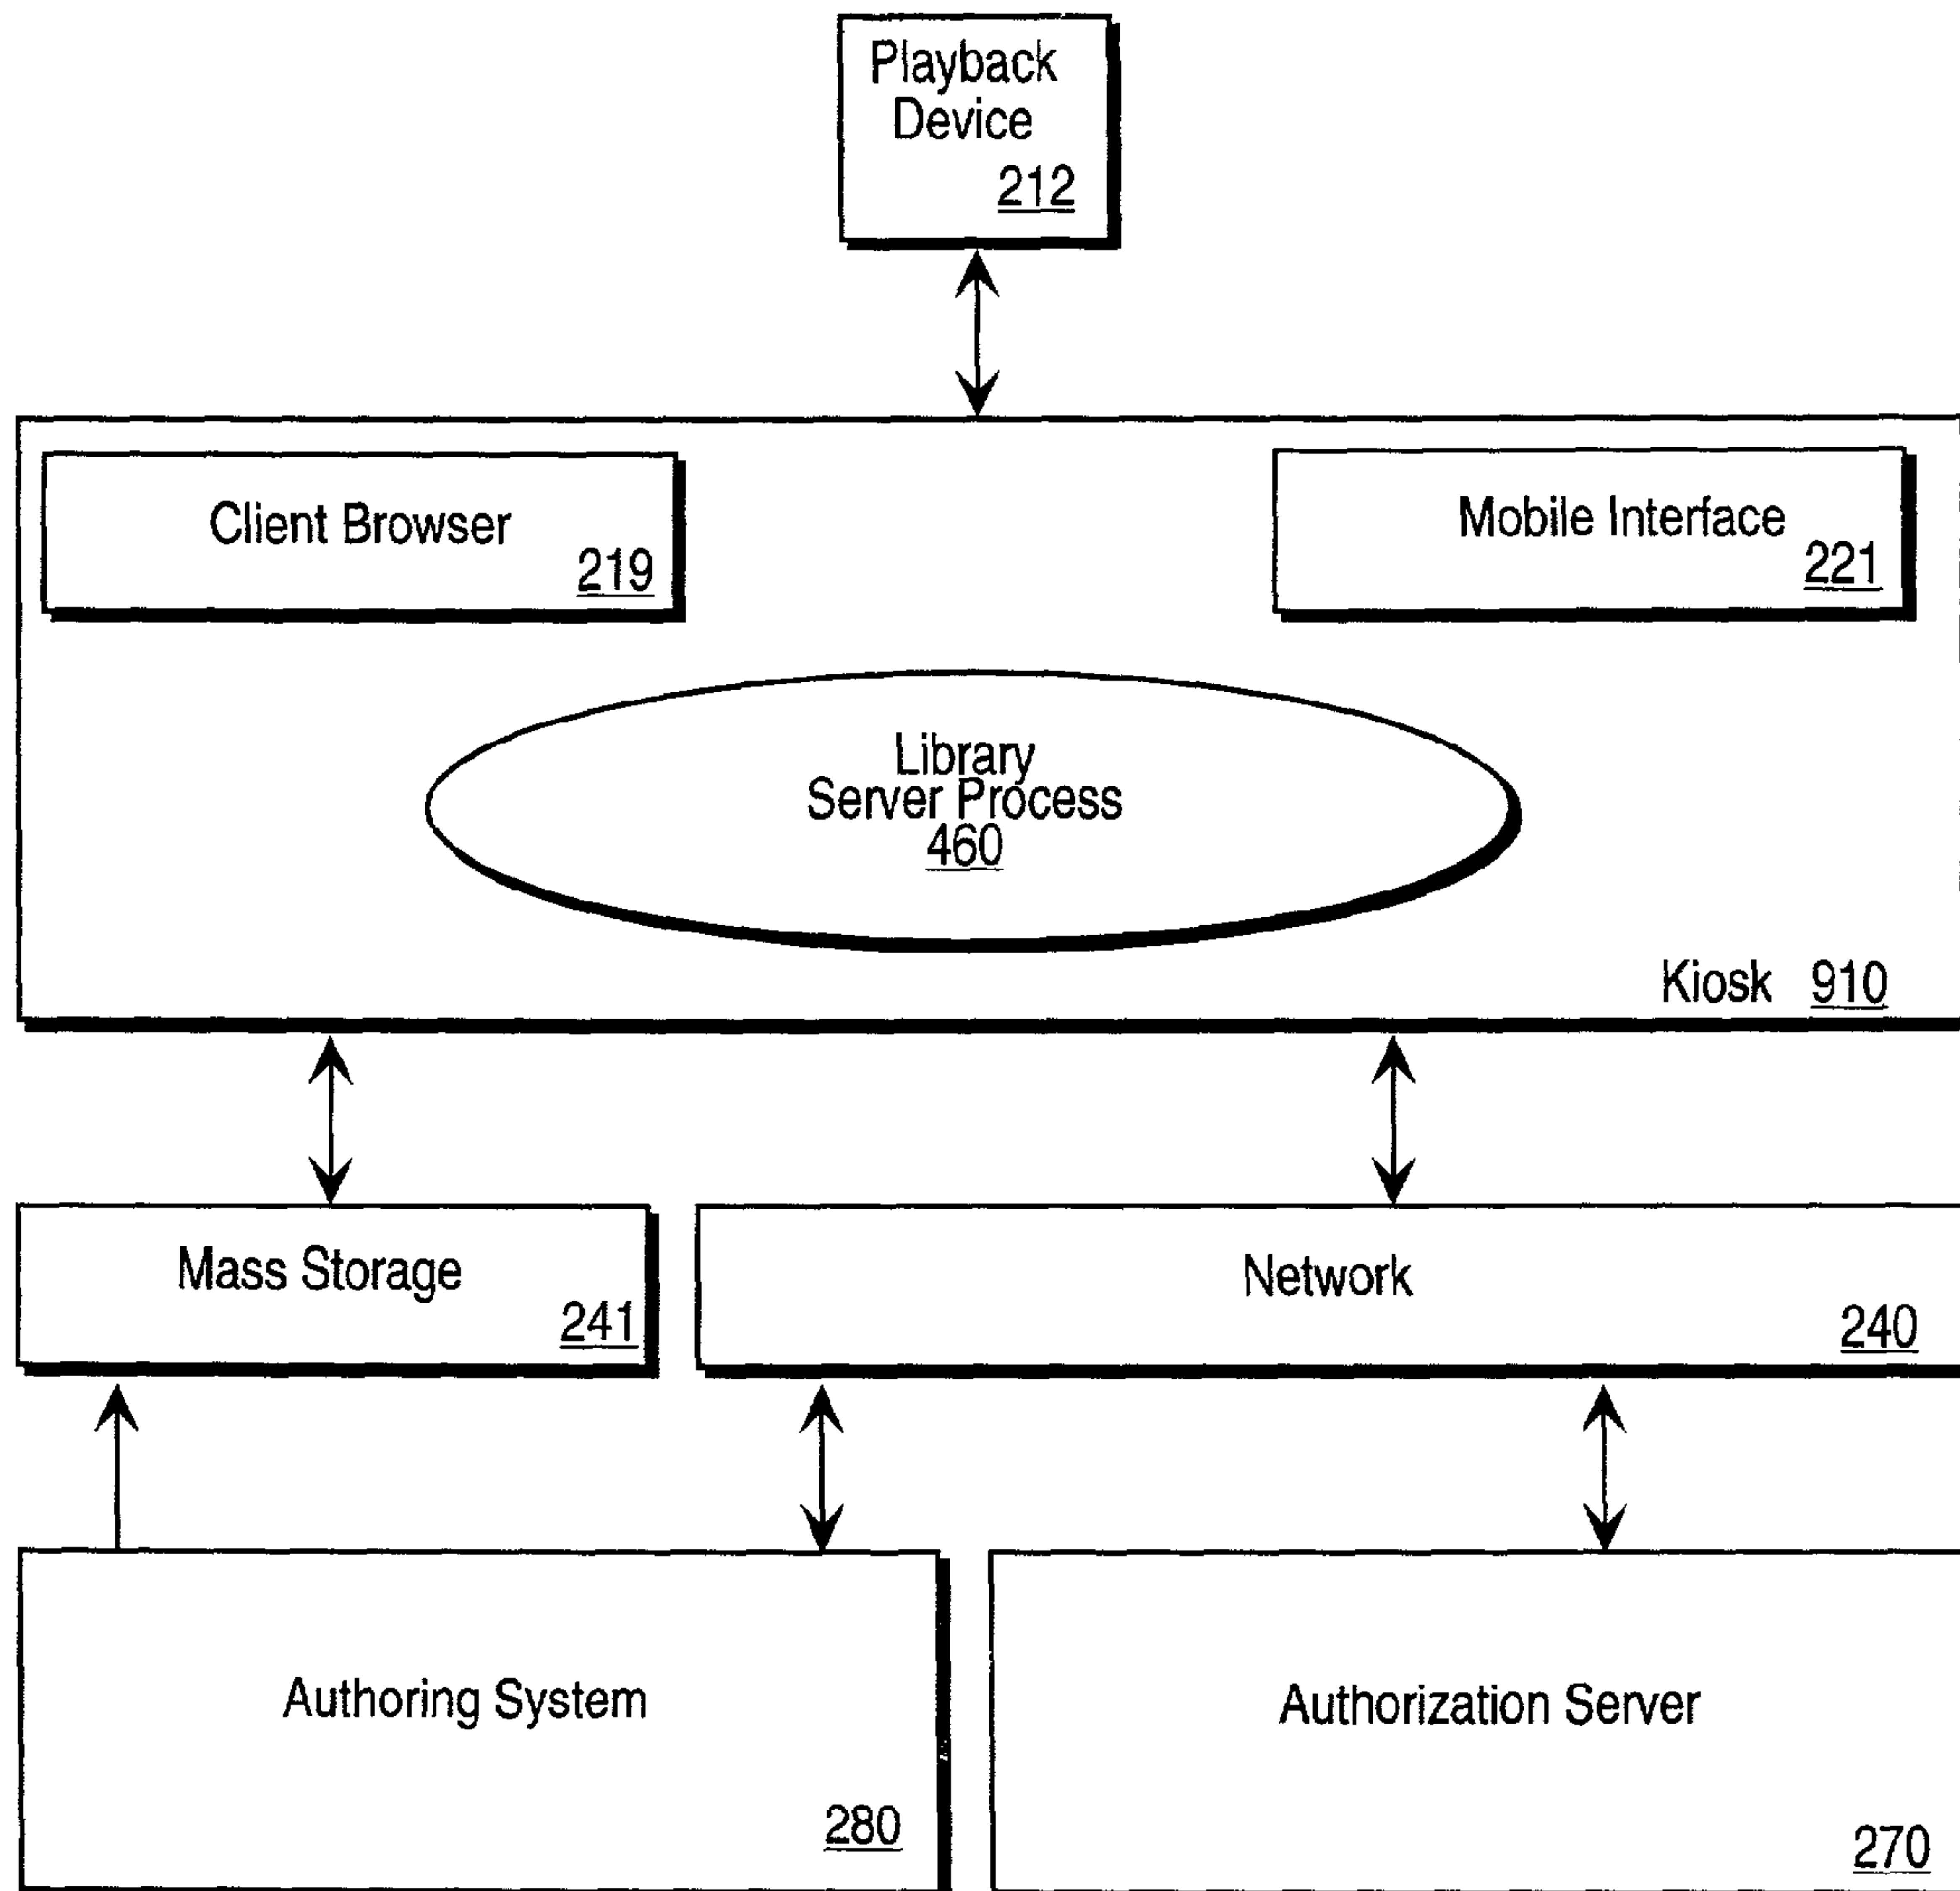 Playback
Device
212
Client Browser
219
Mobile Interface
221
Library
Server Process
460
Kiosk 910
Mass Storage
241
Network
240
Authoring System
280
Authorization Server
270